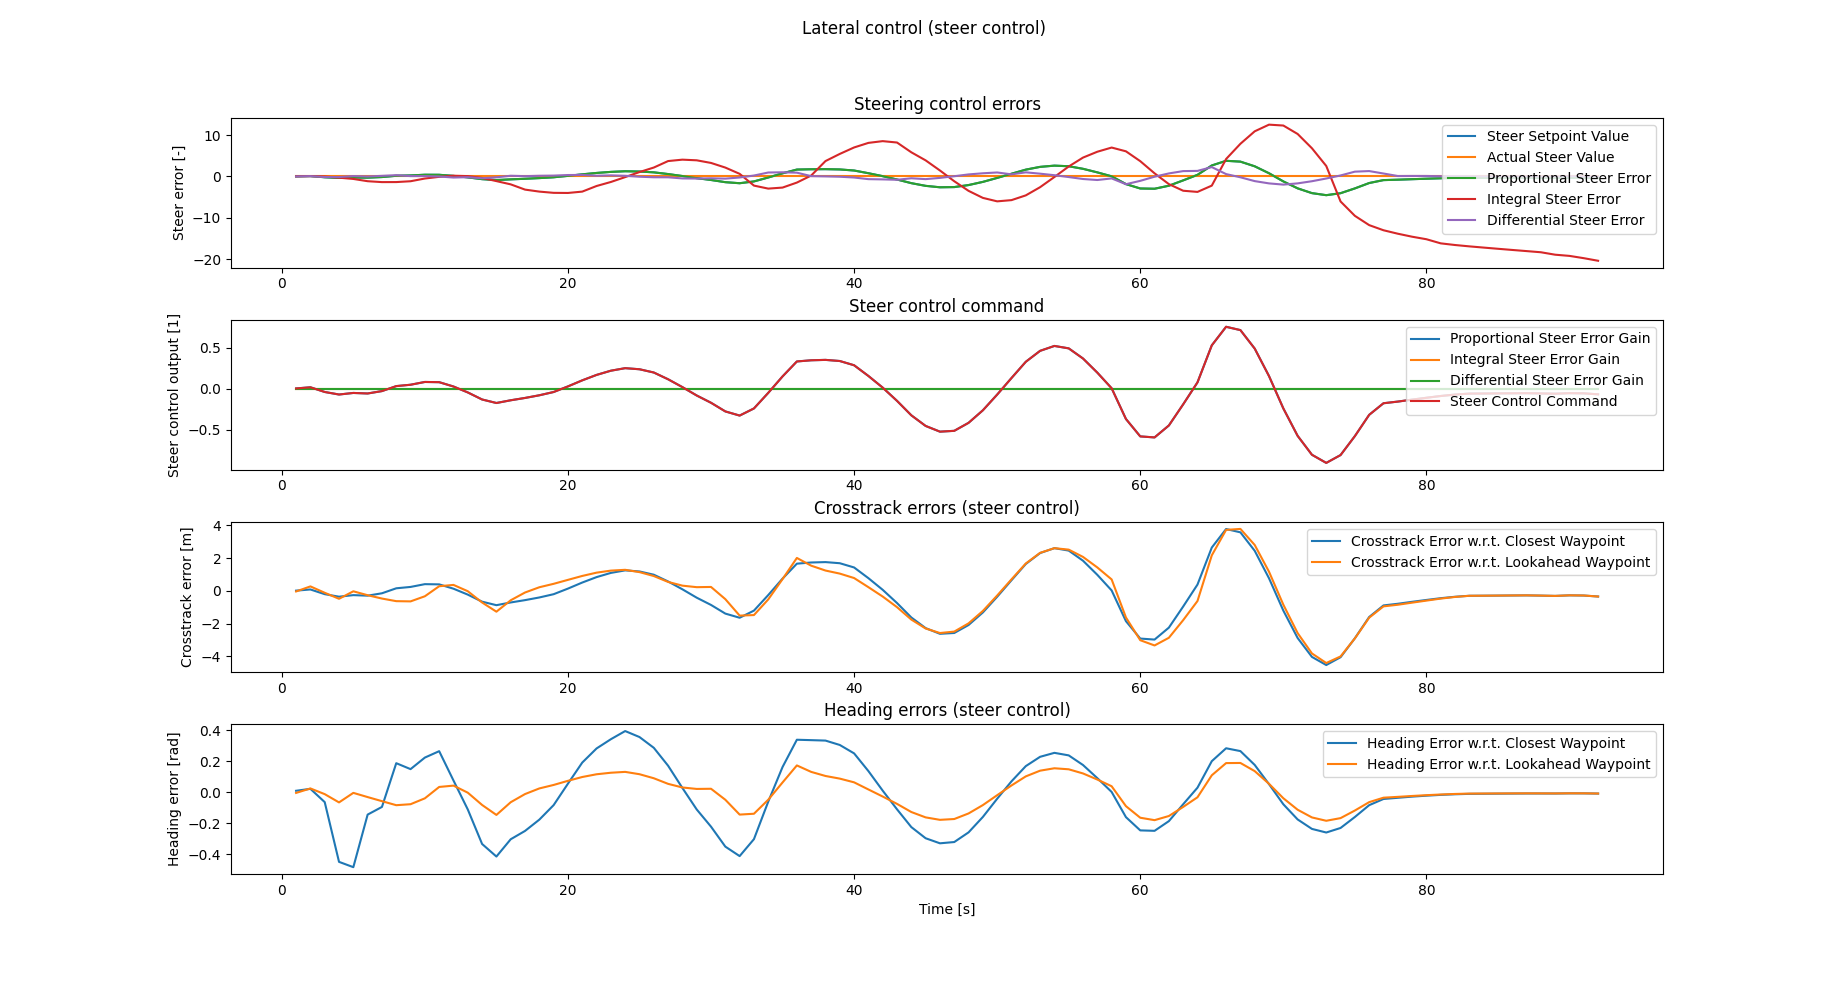 Lateral control (steer control)
Steering control errors
Steer error [-]
10
0
−10
−20
Steer Setpoint Value
Actual Steer Value
Proportional Steer Error
Integral Steer Error
Differential Steer Error
0 20 40 60 80
Steer control command
Steer control output [1]
0.5
0.0
−0.5
Proportional Steer Error Gain
Integral Steer Error Gain
Differential Steer Error Gain
Steer Control Command
0 20 40 60 80
Crosstrack errors (steer control)
Crosstrack error [m]
4
2
0
−2
−4
Crosstrack Error w.r.t. Closest Waypoint
Crosstrack Error w.r.t. Lookahead Waypoint
0 20 40 60 80
Heading errors (steer control)
Heading error [rad]
0.4
0.2
0.0
−0.2
−0.4
Heading Error w.r.t. Closest Waypoint
Heading Error w.r.t. Lookahead Waypoint
0 20 40 60 80
Time [s]